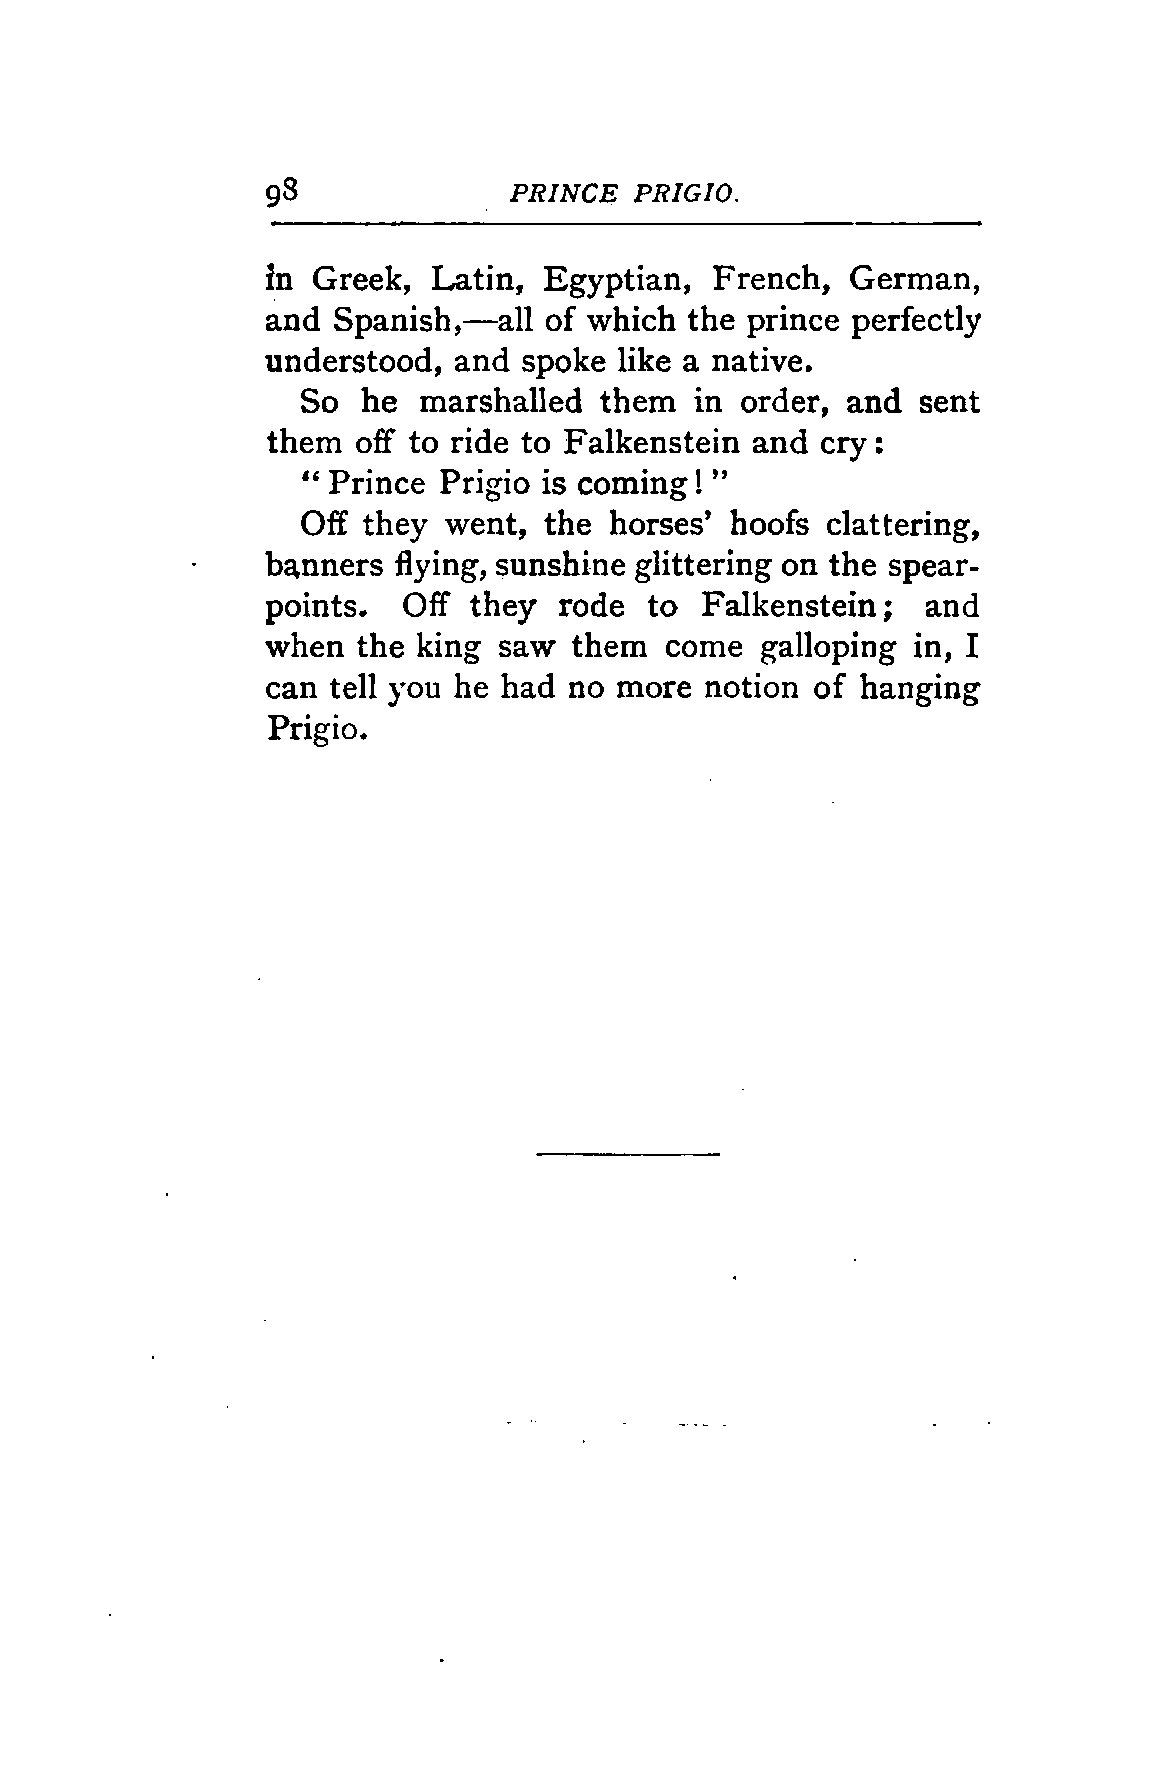 98 PRINCE PRIGIO.
in Greek, Latin, Egyptian, French, German,
and Spanish,—all of which the prince perfectly
understood, and spoke like a native.
So he marshalled them in order, and sent
them off to ride to Falkenstein and cry:
“Prince Prigio is coming!”
Off they went, the horses’ hoofs clattering,
banners flying, sunshine glittering on the spear-
points. Off they rode to Falkenstein; and
when the king saw them come galloping in, I
can tell you he had no more notion of hanging
Prigio.